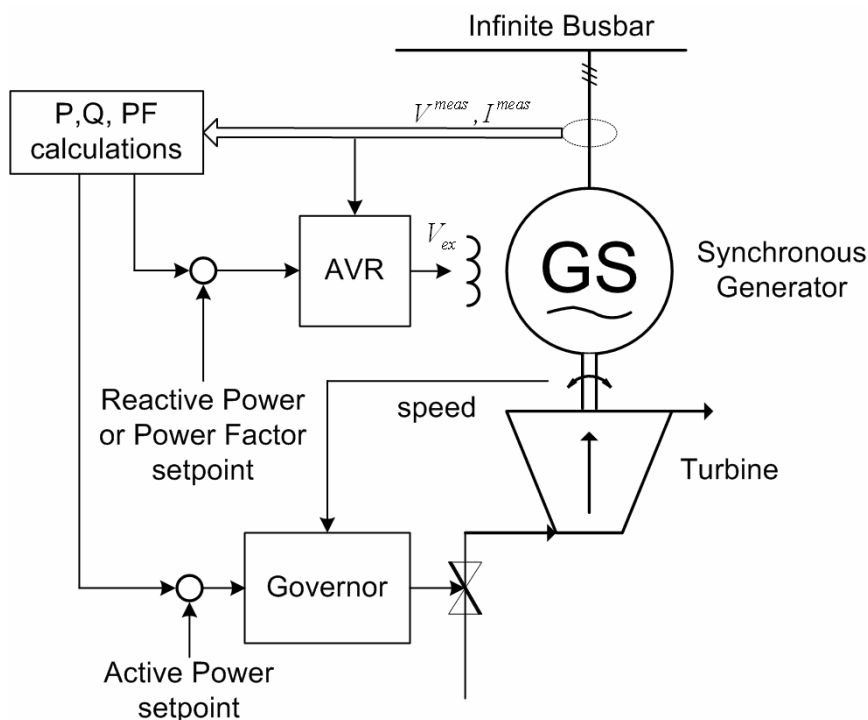 Infinite Busbar
P,Q, PF
calculations
V^meas, I^meas
V_ex
AVR
GS
Synchronous
Generator
Reactive Power
or Power Factor
setpoint
speed
Turbine
Governor
Active Power
setpoint